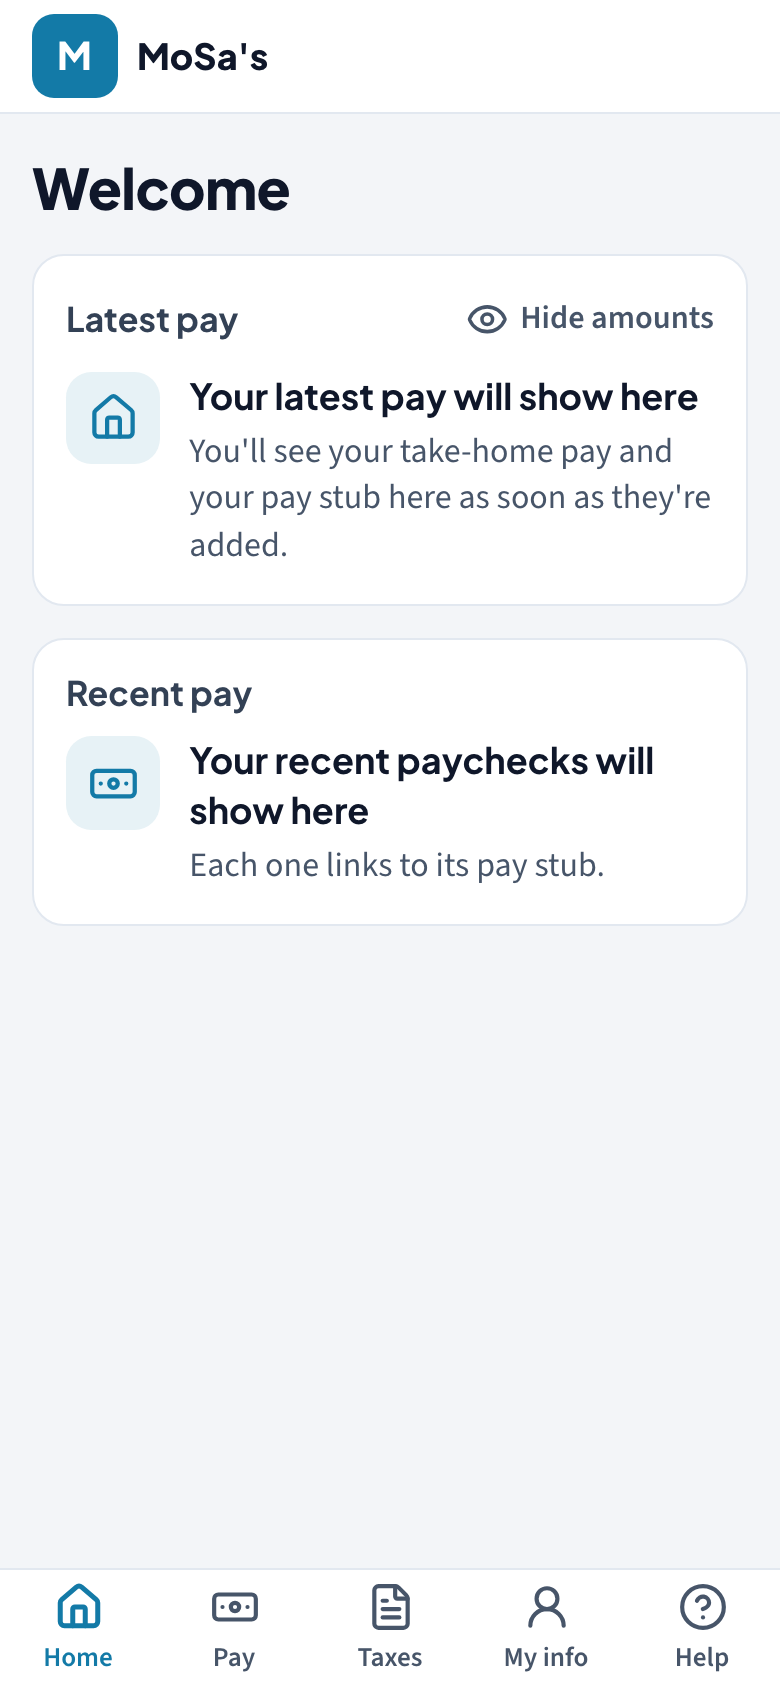 M MoSa's
Welcome
Latest pay Hide amounts
Your latest pay will show here
You'll see your take-home pay and
your pay stub here as soon as they're
added.
Recent pay
Your recent paychecks will
show here
Each one links to its pay stub.
Home Pay Taxes My info Help